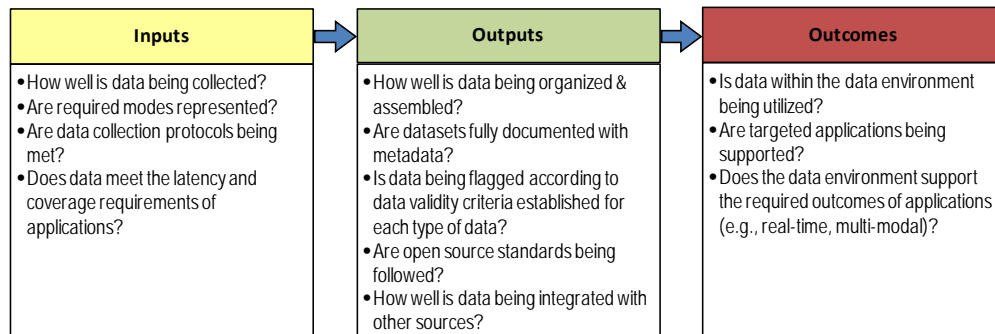 Inputs
• How well is data being collected?
• Are required modes represented?
• Are data collection protocols being
met?
• Does data meet the latency and
coverage requirements of
applications?
Outputs
• How well is data being organized &
assembled?
• Are datasets fully documented with
metadata?
• Is data being flagged according to
data validity criteria established for
each type of data?
• Are open source standards being
followed?
• How well is data being integrated with
other sources?
Outcomes
• Is data within the data environment
being utilized?
• Are targeted applications being
supported?
• Does the data environment support
the required outcomes of applications
(e.g., real-time, multi-modal)?